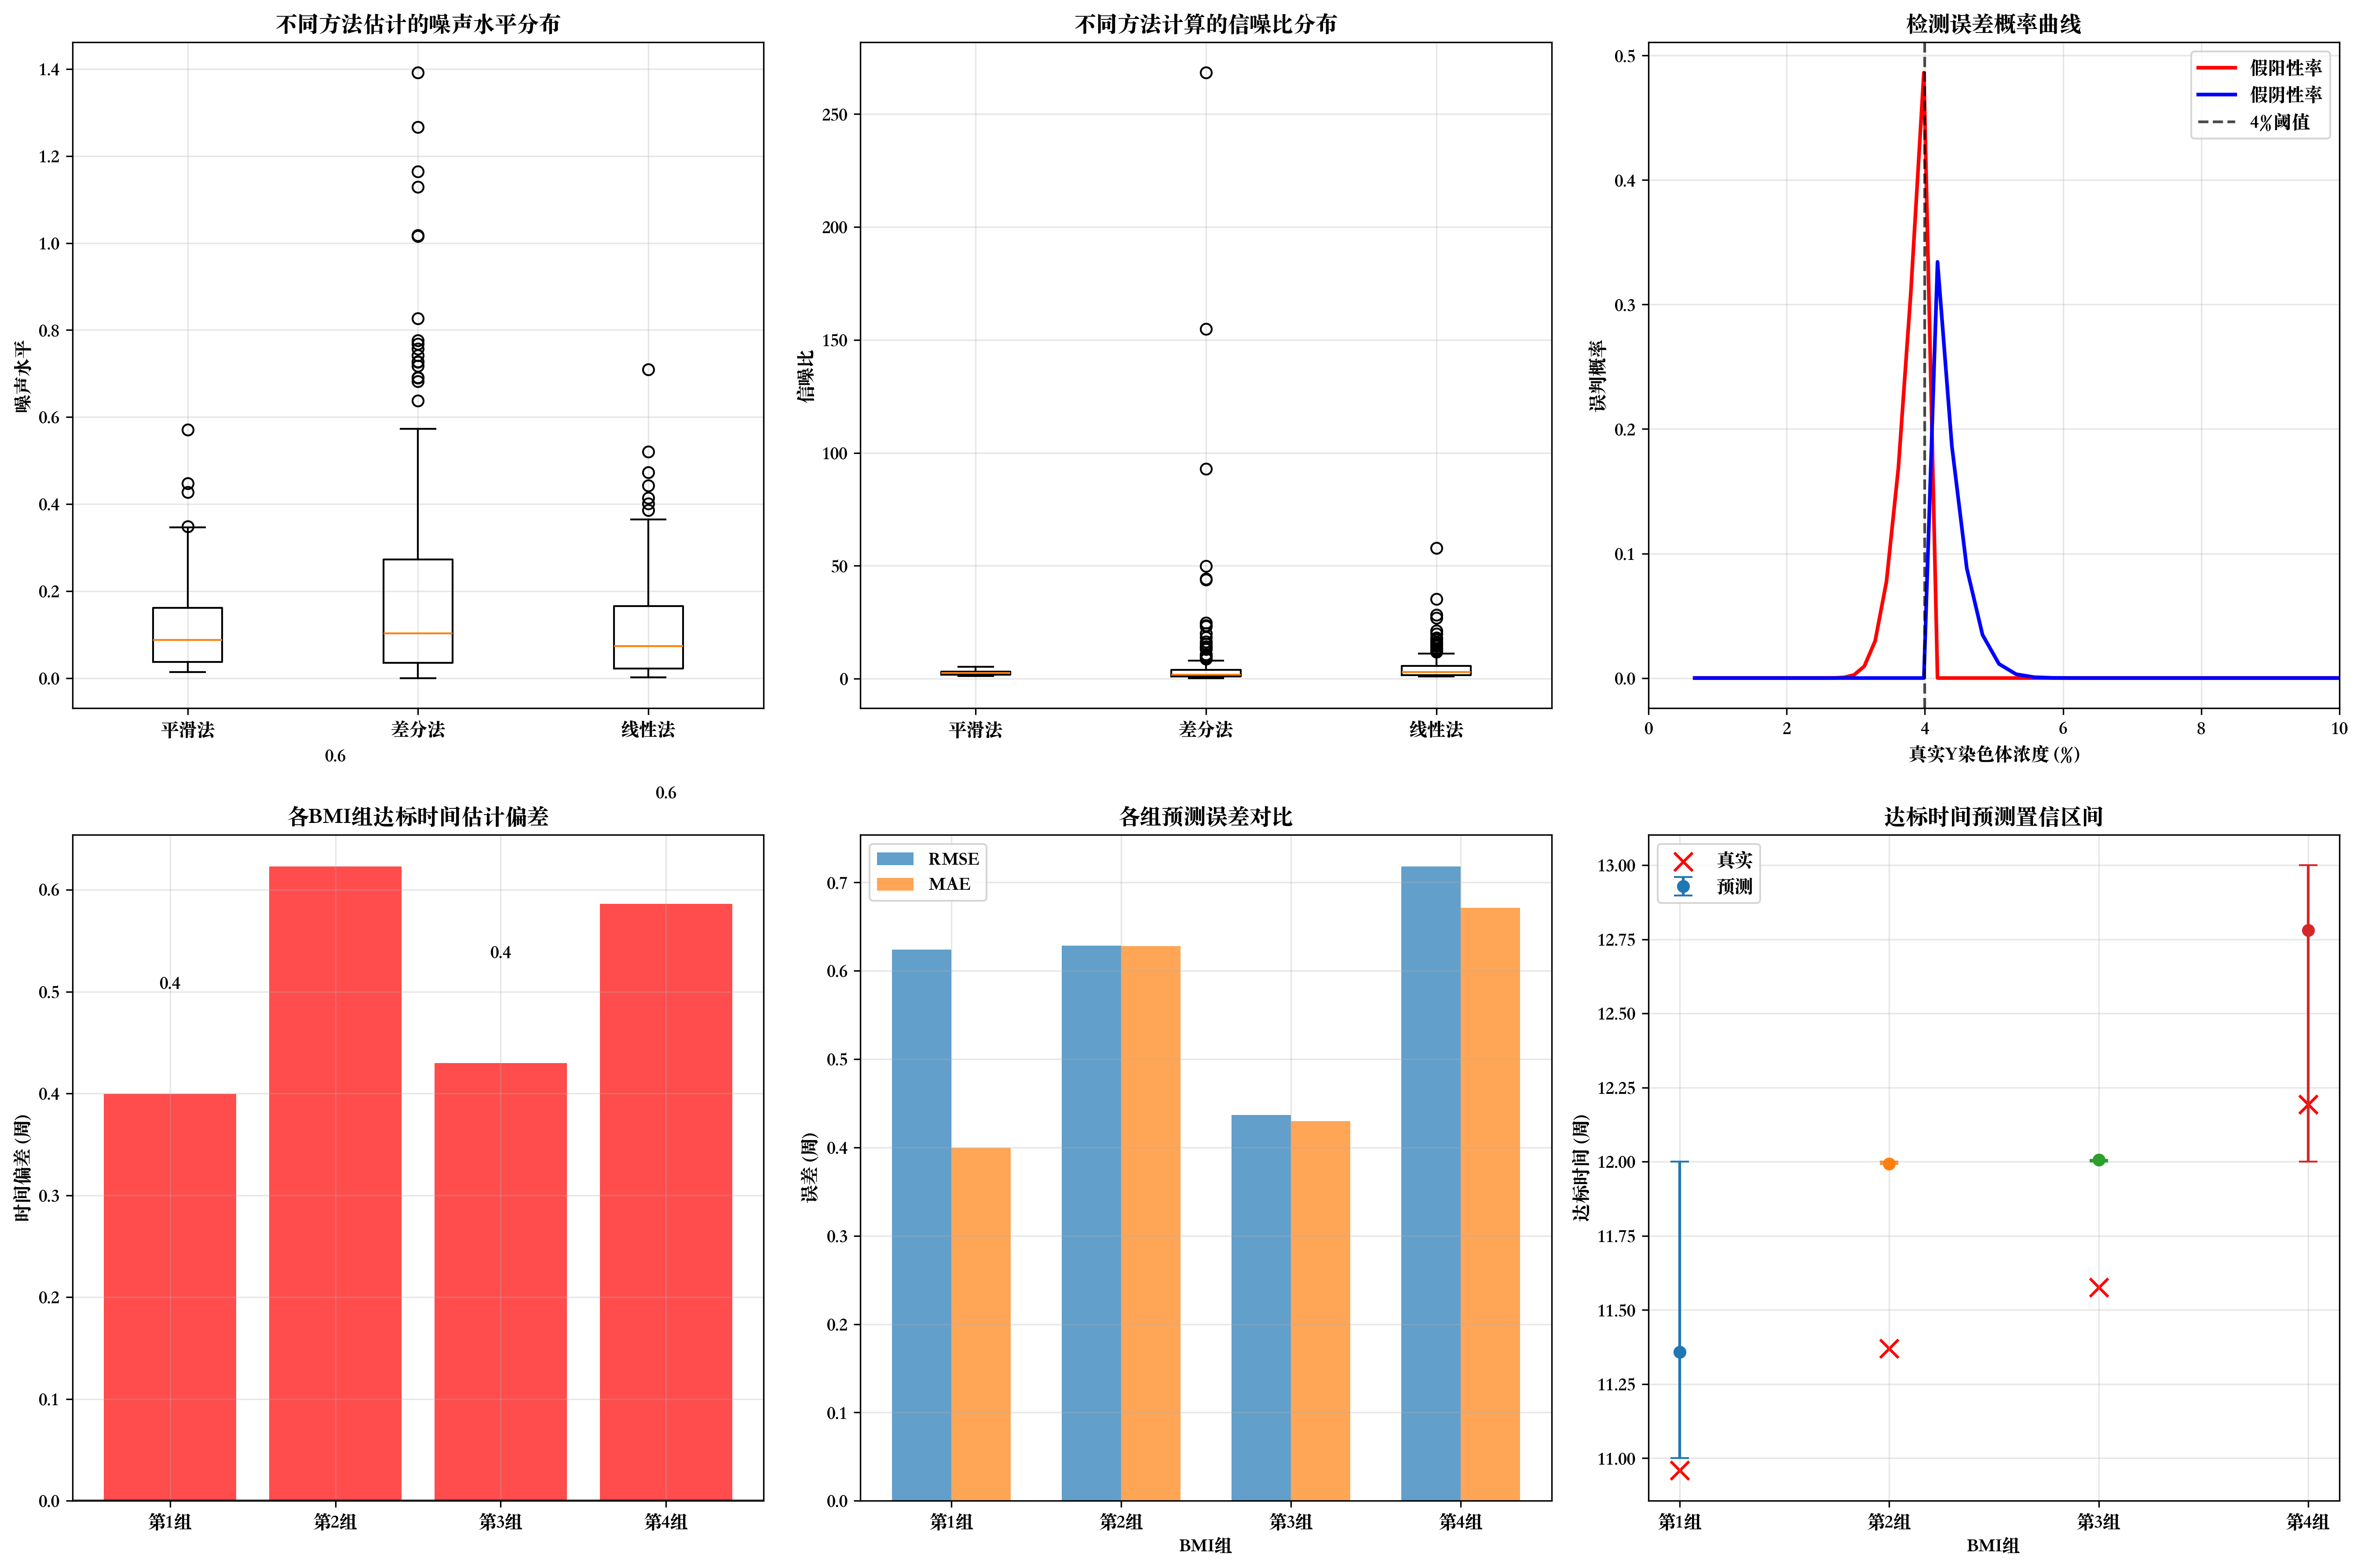 不同方法估计的噪声水平分布
噪声水平
1.4
1.2
1.0
0.8
0.6
0.4
0.2
0.0
平滑法 差分法 线性法
不同方法计算的信噪比分布
信噪比
250
200
150
100
50
0
平滑法 差分法 线性法
检测误差概率曲线
误判概率
0.5
0.4
0.3
0.2
0.1
0.0
假阳性率
假阴性率
4%阈值
0 2 4 6 8 10
真实Y染色体浓度 (%)
0.6
0.6
各BMI组达标时间估计偏差
时间偏差 (周)
0.6
0.5
0.4
0.3
0.2
0.1
0.0
0.4
0.4
第1组 第2组 第3组 第4组
各组预测误差对比
误差 (周)
0.7
0.6
0.5
0.4
0.3
0.2
0.1
0.0
RMSE
MAE
第1组 第2组 第3组 第4组
BMI组
达标时间预测置信区间
达标时间 (周)
13.00
12.75
12.50
12.25
12.00
11.75
11.50
11.25
11.00
真实
预测
第1组 第2组 第3组 第4组
BMI组